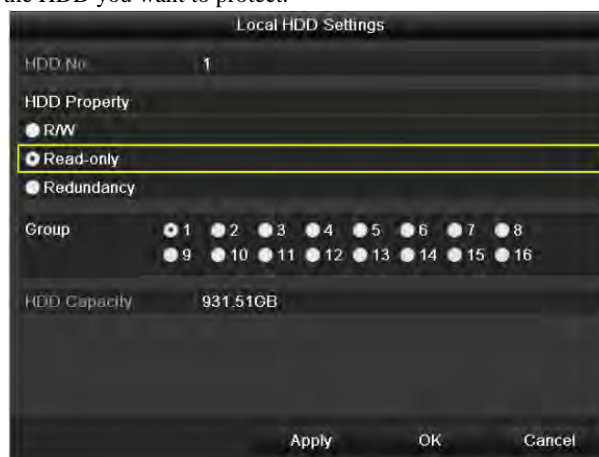 the HDD you want to protect.
Local HDD Settings
HDD No. 1
HDD Property
R/W
Read-only
Redundancy
Group 1 2 3 4 5 6 7 8
9 10 11 12 13 14 15 16
HDD Capacity 931.51GB
Apply OK Cancel